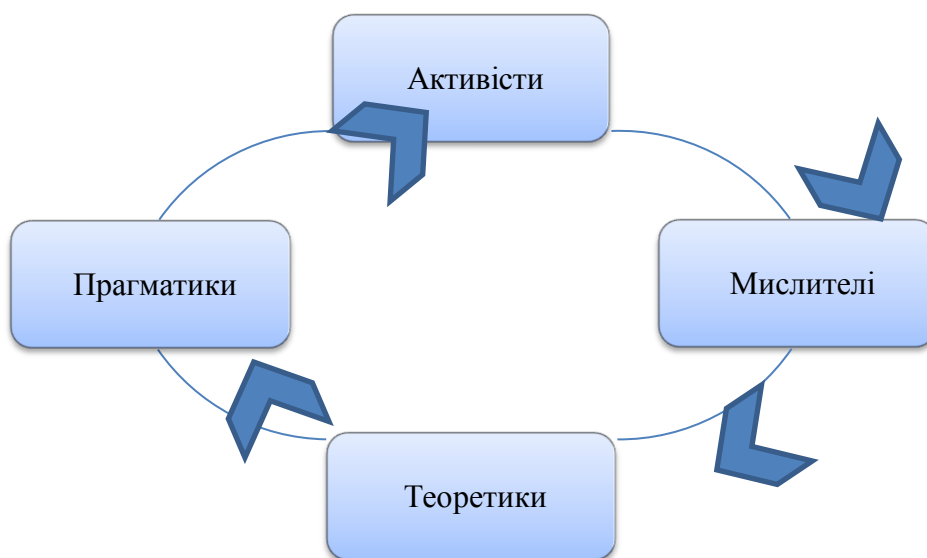 Активісти
Прагматики
Мислителі
Теоретики